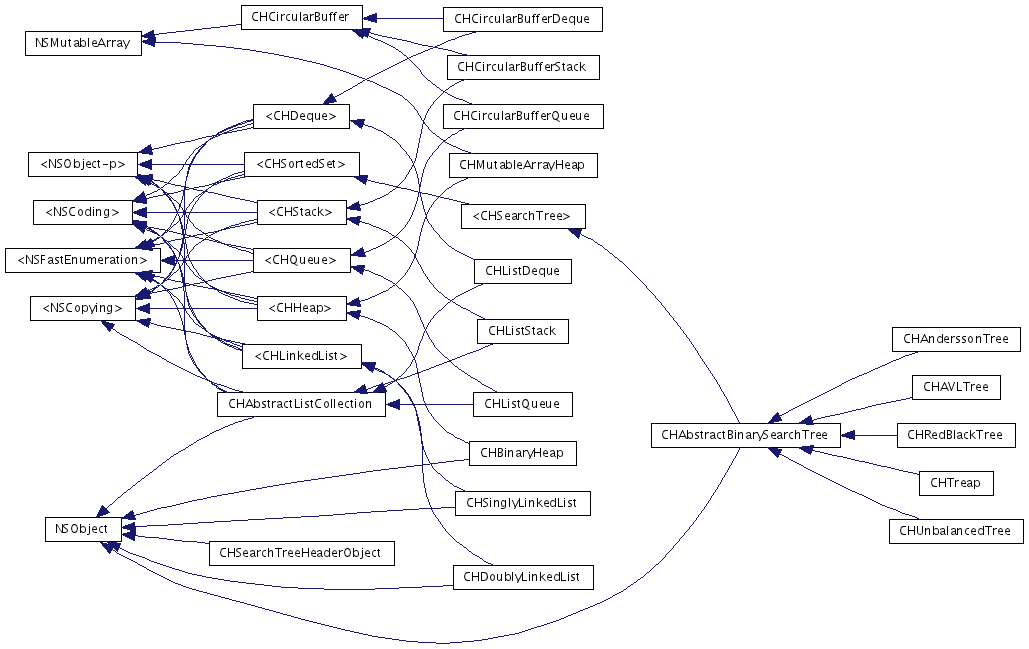 CHCircularBuffer
CHCircularBufferDeque
NSMutableArray
CHCircularBufferStack
<CHDeque>
CHCircularBufferQueue
<NSObject-p>
<CHSortedSet>
CHMutableArrayHeap
<NSCoding>
<CHStack>
<CHSearchTree>
<NSFastEnumeration>
<CHQueue>
CHListDeque
<NSCopying>
<CHHeap>
CHListStack
CHAnderssonTree
<CHLinkedList>
CHAVLTree
CHAbstractListCollection
CHListQueue
CHAbstractBinarySearchTree
CHRedBlackTree
CHBinaryHeap
CHTreap
CHSinglyLinkedList
NSObject
CHUnbalancedTree
CHSearchTreeHeaderObject
CHDoublyLinkedList